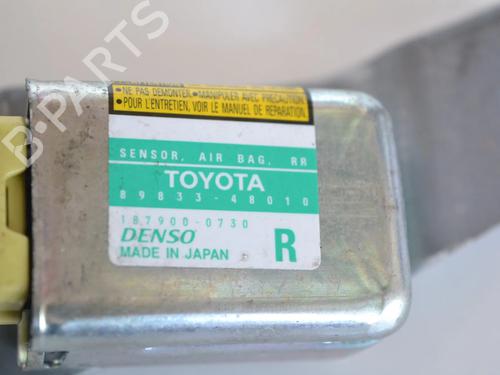 •NE PAS DEMONTER. •MANIPULER AVEC PRECAUTION
•POUR L'ENTRETIEN, VOIR LE MANUEL DE REPARATION.
SENSOR, AIR BAG, RR
TOYOTA
89833-48010
187900-0730
DENSO
MADE IN JAPAN
R
B-PARTS